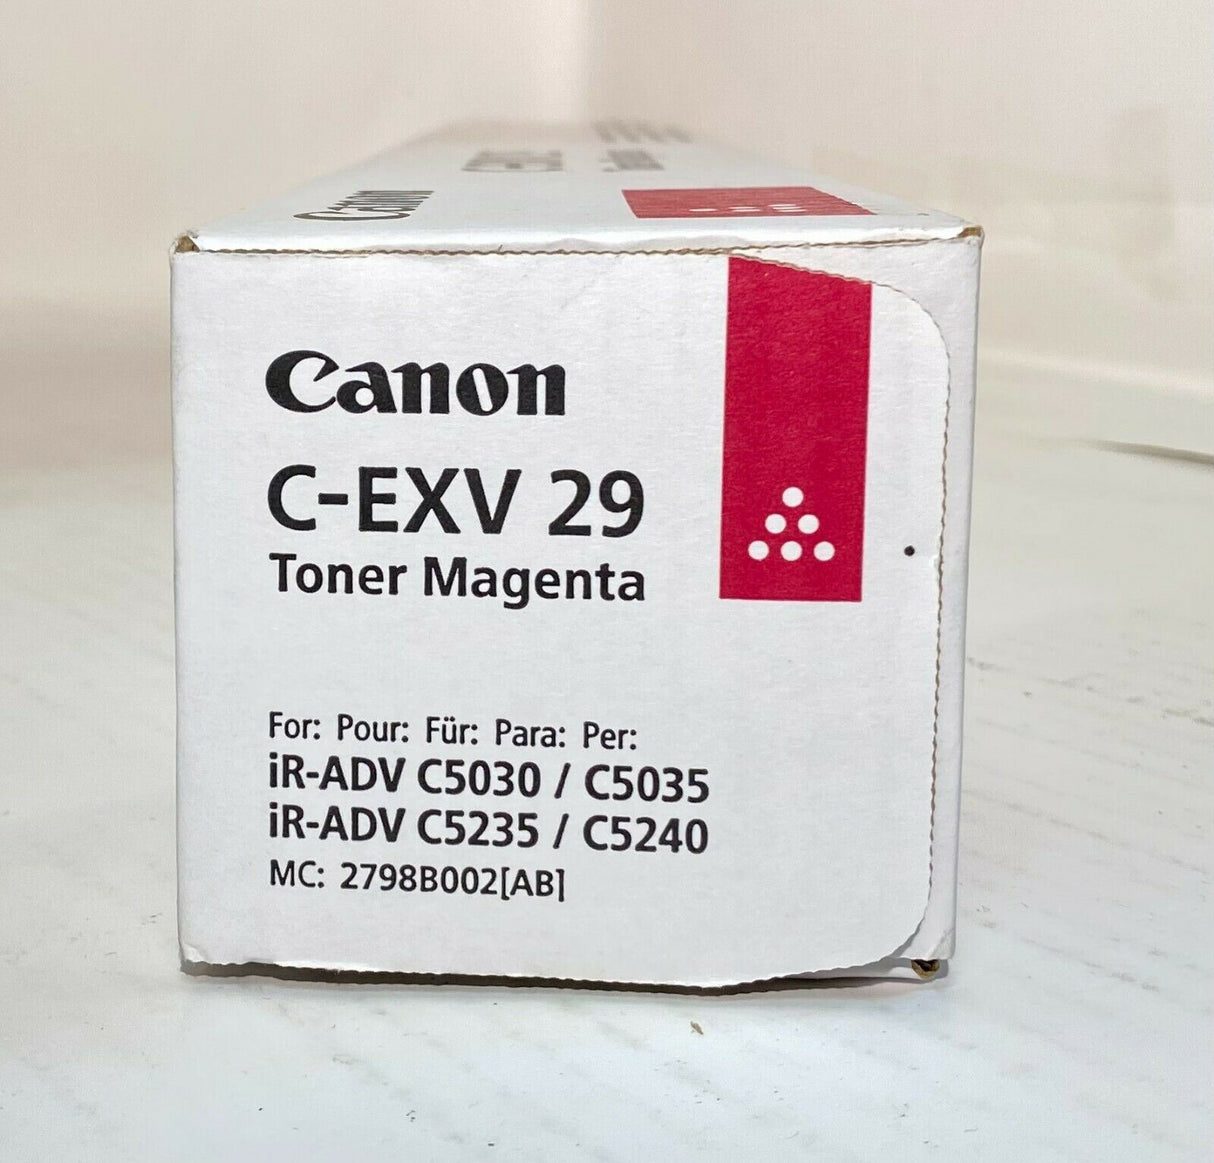 Canon
Canon
C-EXV 29
Toner Magenta
For: Pour: Für: Para: Per:
iR-ADV C5030 / C5035
iR-ADV C5235 / C5240
MC: 2798B002[AB]